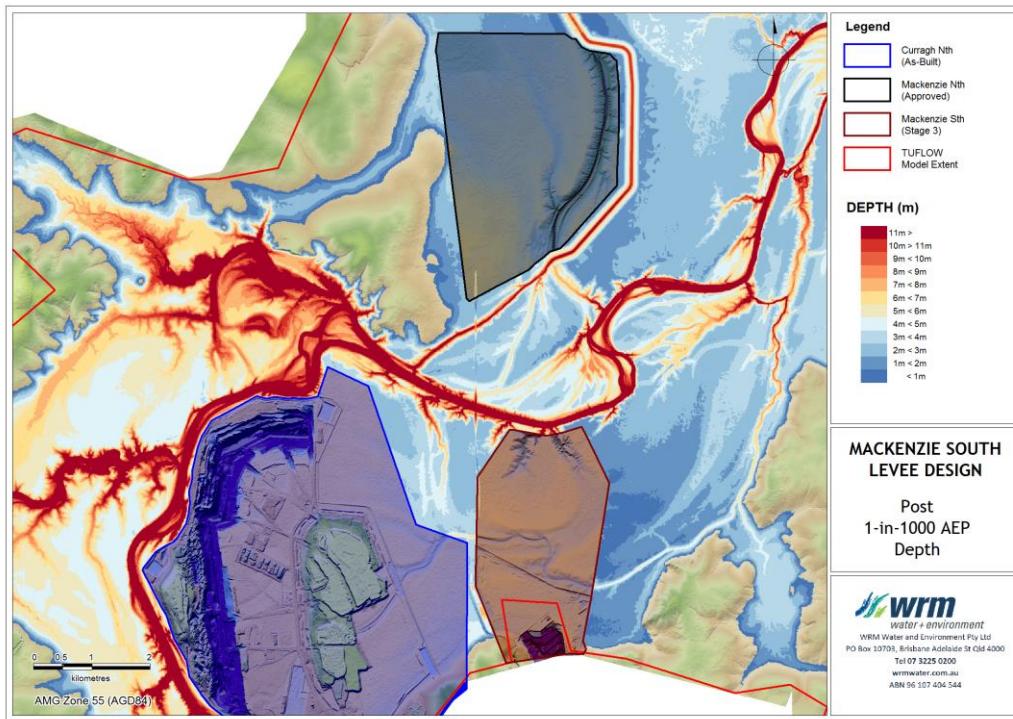 Legend
Curragh Nth
(As-Built)
Mackenzie Nth
(Approved)
Mackenzie Sth
(Stage 3)
TUFLOW
Model Extent
DEPTH (m)
11m >
10m > 11m
9m < 10m
8m < 9m
7m < 8m
6m < 7m
5m < 6m
4m < 5m
3m < 4m
2m < 3m
1m < 2m
< 1m
MACKENZIE SOUTH
LEVEE DESIGN
Post
1-in-1000 AEP
Depth
wrm
water + environment
WRM Water and Environment Pty Ltd
PO Box 10703, Brisbane Adelaide St Qld 4000
Tel 07 3225 0200
wrmwater.com.au
ABN 96 107 404 544
0 0.5 1 2
kilometres
AMG Zone 55 (AGD84)